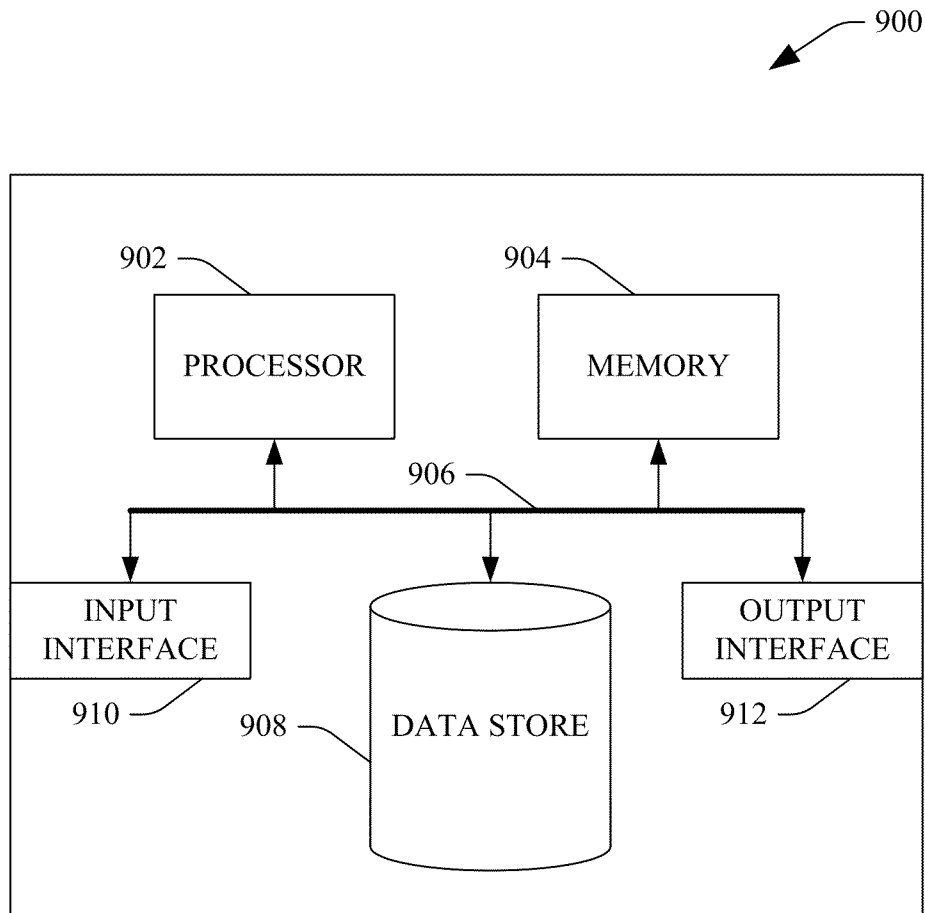 900
902
904
PROCESSOR
MEMORY
906
INPUT
INTERFACE
OUTPUT
INTERFACE
910
912
908
DATA STORE